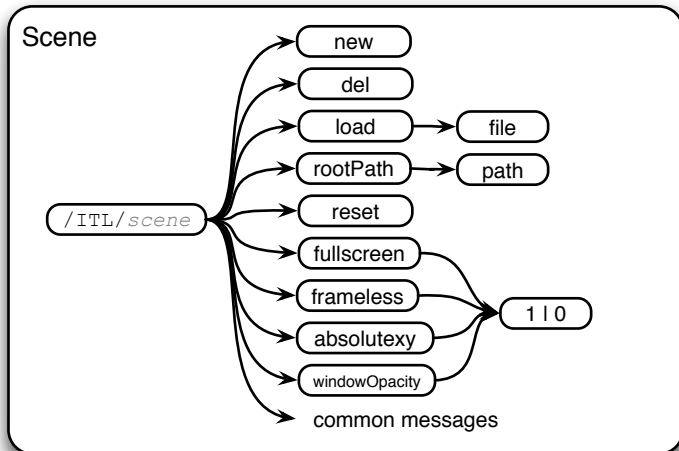 Scene
new
del
load
file
rootPath
path
/ITL/scene
reset
fullscreen
frameless
1 | 0
absolutexy
windowOpacity
common messages